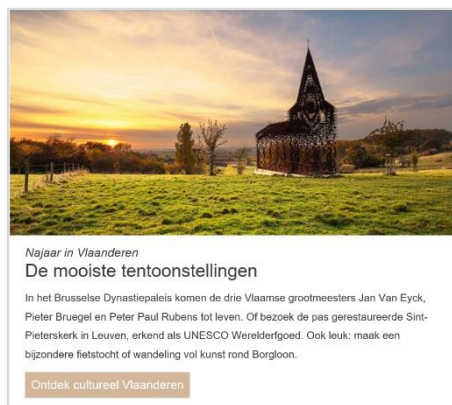 Najaar in Vlaanderen
De mooiste tentoonstellingen
In het Brusselse Dynastiepaleis komen de drie Vlaamse grootmeesters Jan Van Eyck,
Pieter Bruegel en Peter Paul Rubens tot leven. Of bezoek de pas gerestaureerde Sint-
Pieterskerk in Leuven, erkend als UNESCO Werelderfgoed. Ook leuk: maak een
bijzondere fietstocht of wandeling vol kunst rond Borgloon.
Ontdek cultureel Vlaanderen